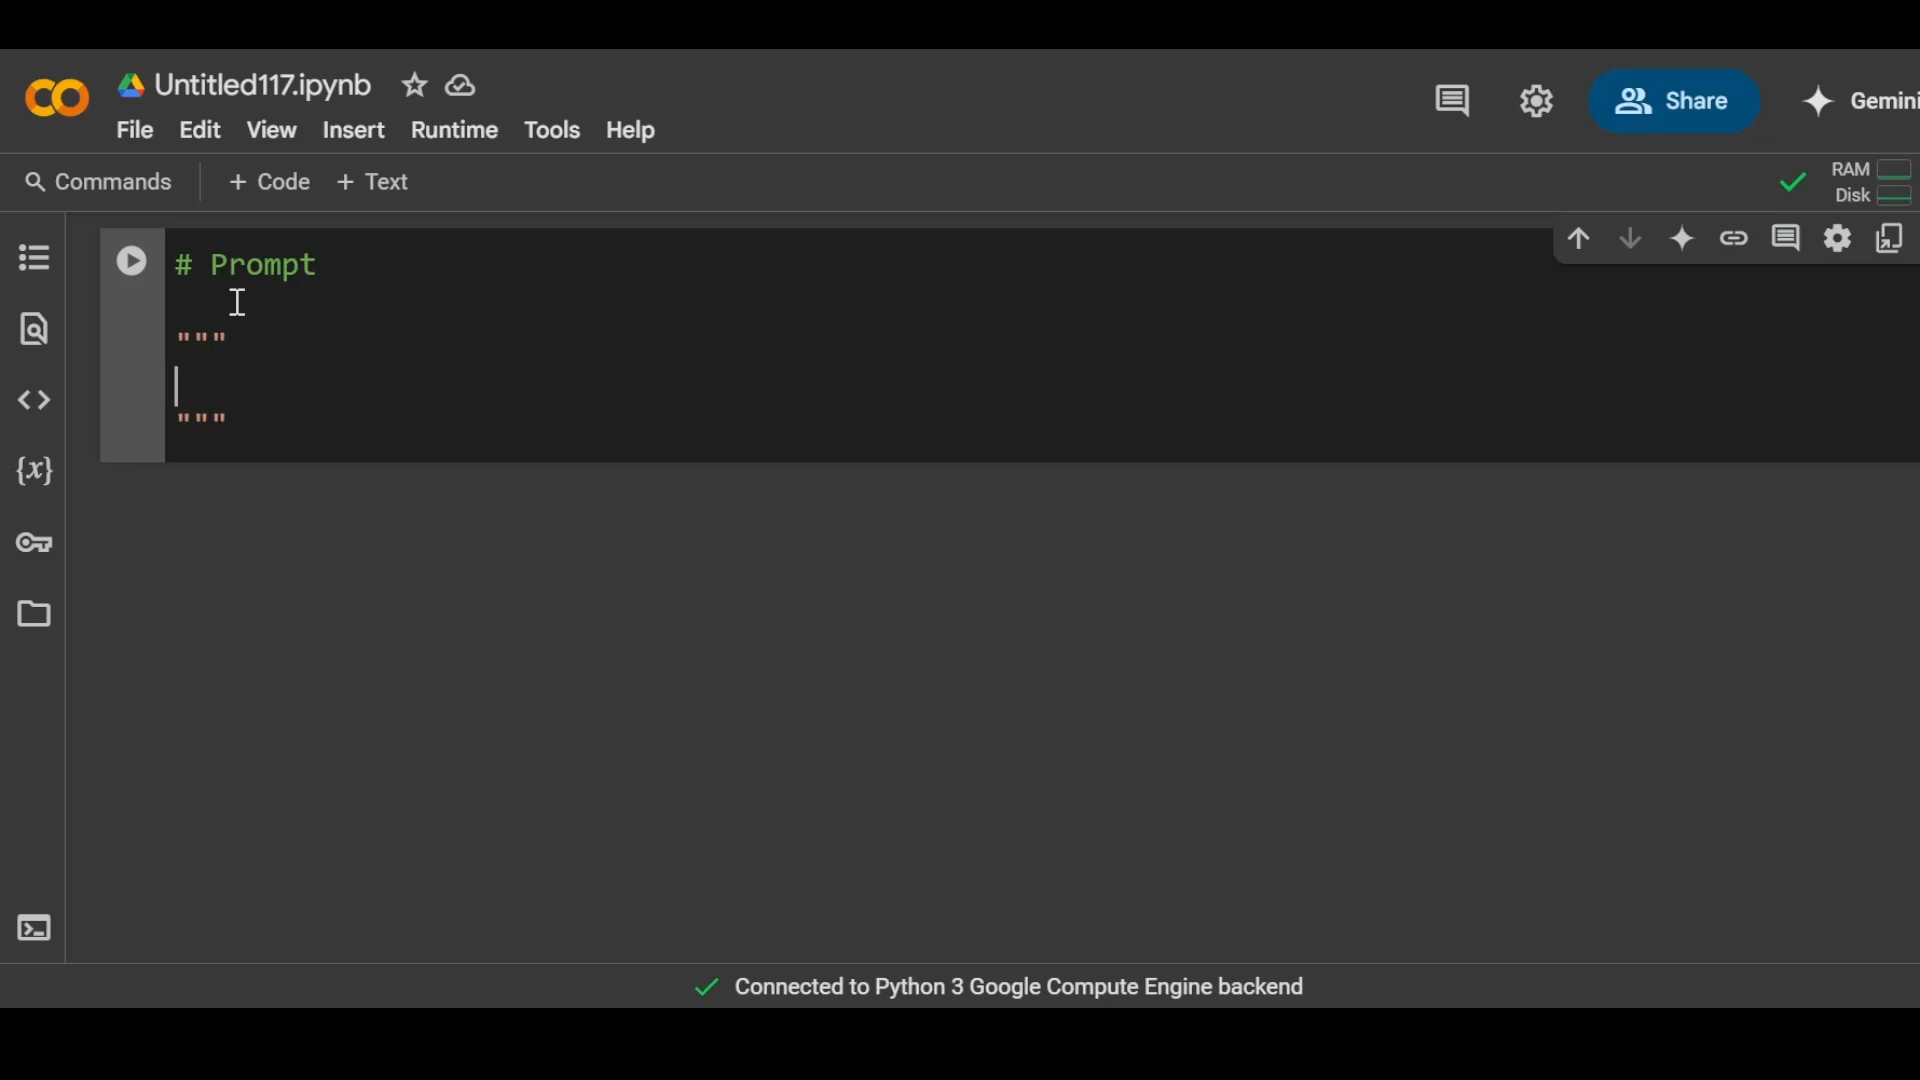 Untitled117.ipynb
File Edit View Insert Runtime Tools Help
Share
Gemini
Commands + Code + Text
RAM
Disk
# Prompt
"""
"""
{x}
Connected to Python 3 Google Compute Engine backend